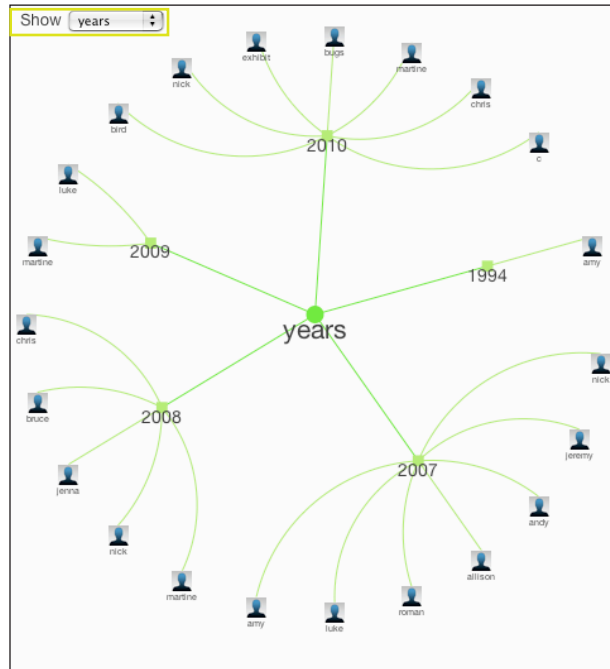 Show years
bugs
exhibit
martine
nick
chris
bird
2010
c
luke
2009
martine
amy
1994
years
chris
nick
bruce
2008
jeremy
2007
jenna
andy
nick
allison
martine
roman
amy
luke